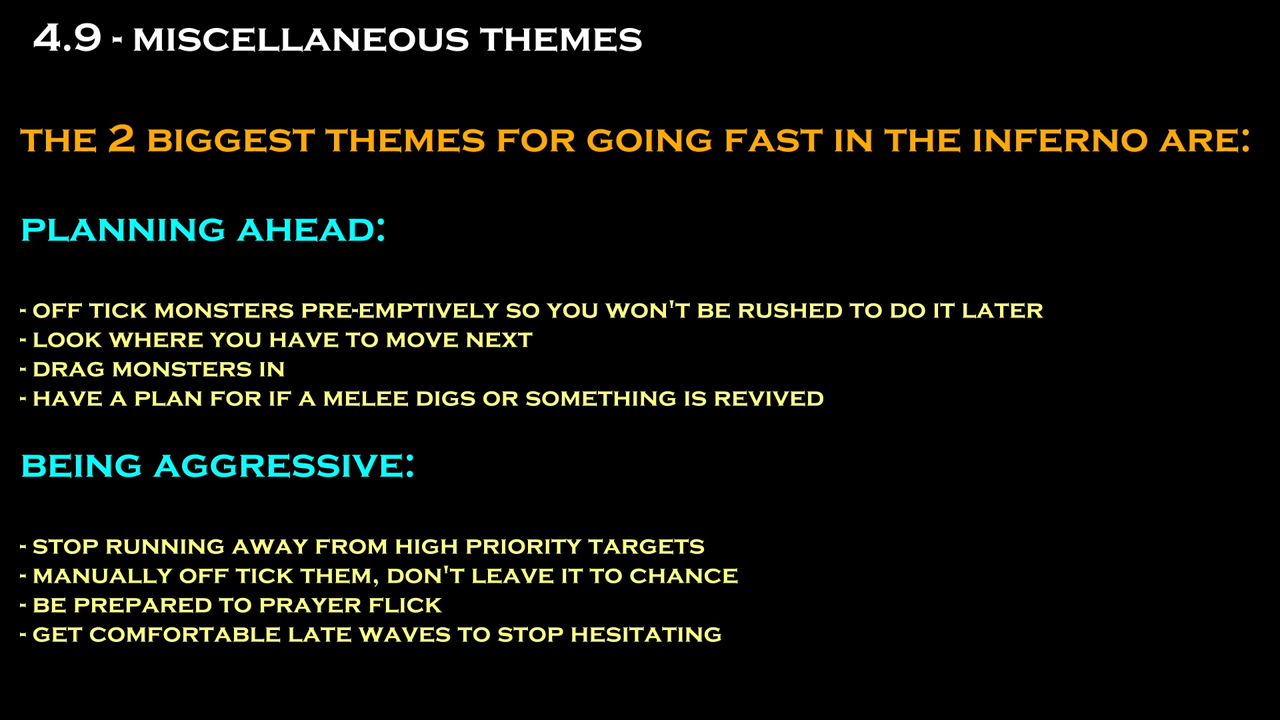 4.9 - MISCELLANEOUS THEMES
THE 2 BIGGEST THEMES FOR GOING FAST IN THE INFERNO ARE:
PLANNING AHEAD:
- OFF TICK MONSTERS PRE-EMPTIVELY SO YOU WON'T BE RUSHED TO DO IT LATER
- LOOK WHERE YOU HAVE TO MOVE NEXT
- DRAG MONSTERS IN
- HAVE A PLAN FOR IF A MELEE DIGS OR SOMETHING IS REVIVED
BEING AGGRESSIVE:
- STOP RUNNING AWAY FROM HIGH PRIORITY TARGETS
- MANUALLY OFF TICK THEM, DON'T LEAVE IT TO CHANCE
- BE PREPARED TO PRAYER FLICK
- GET COMFORTABLE LATE WAVES TO STOP HESITATING